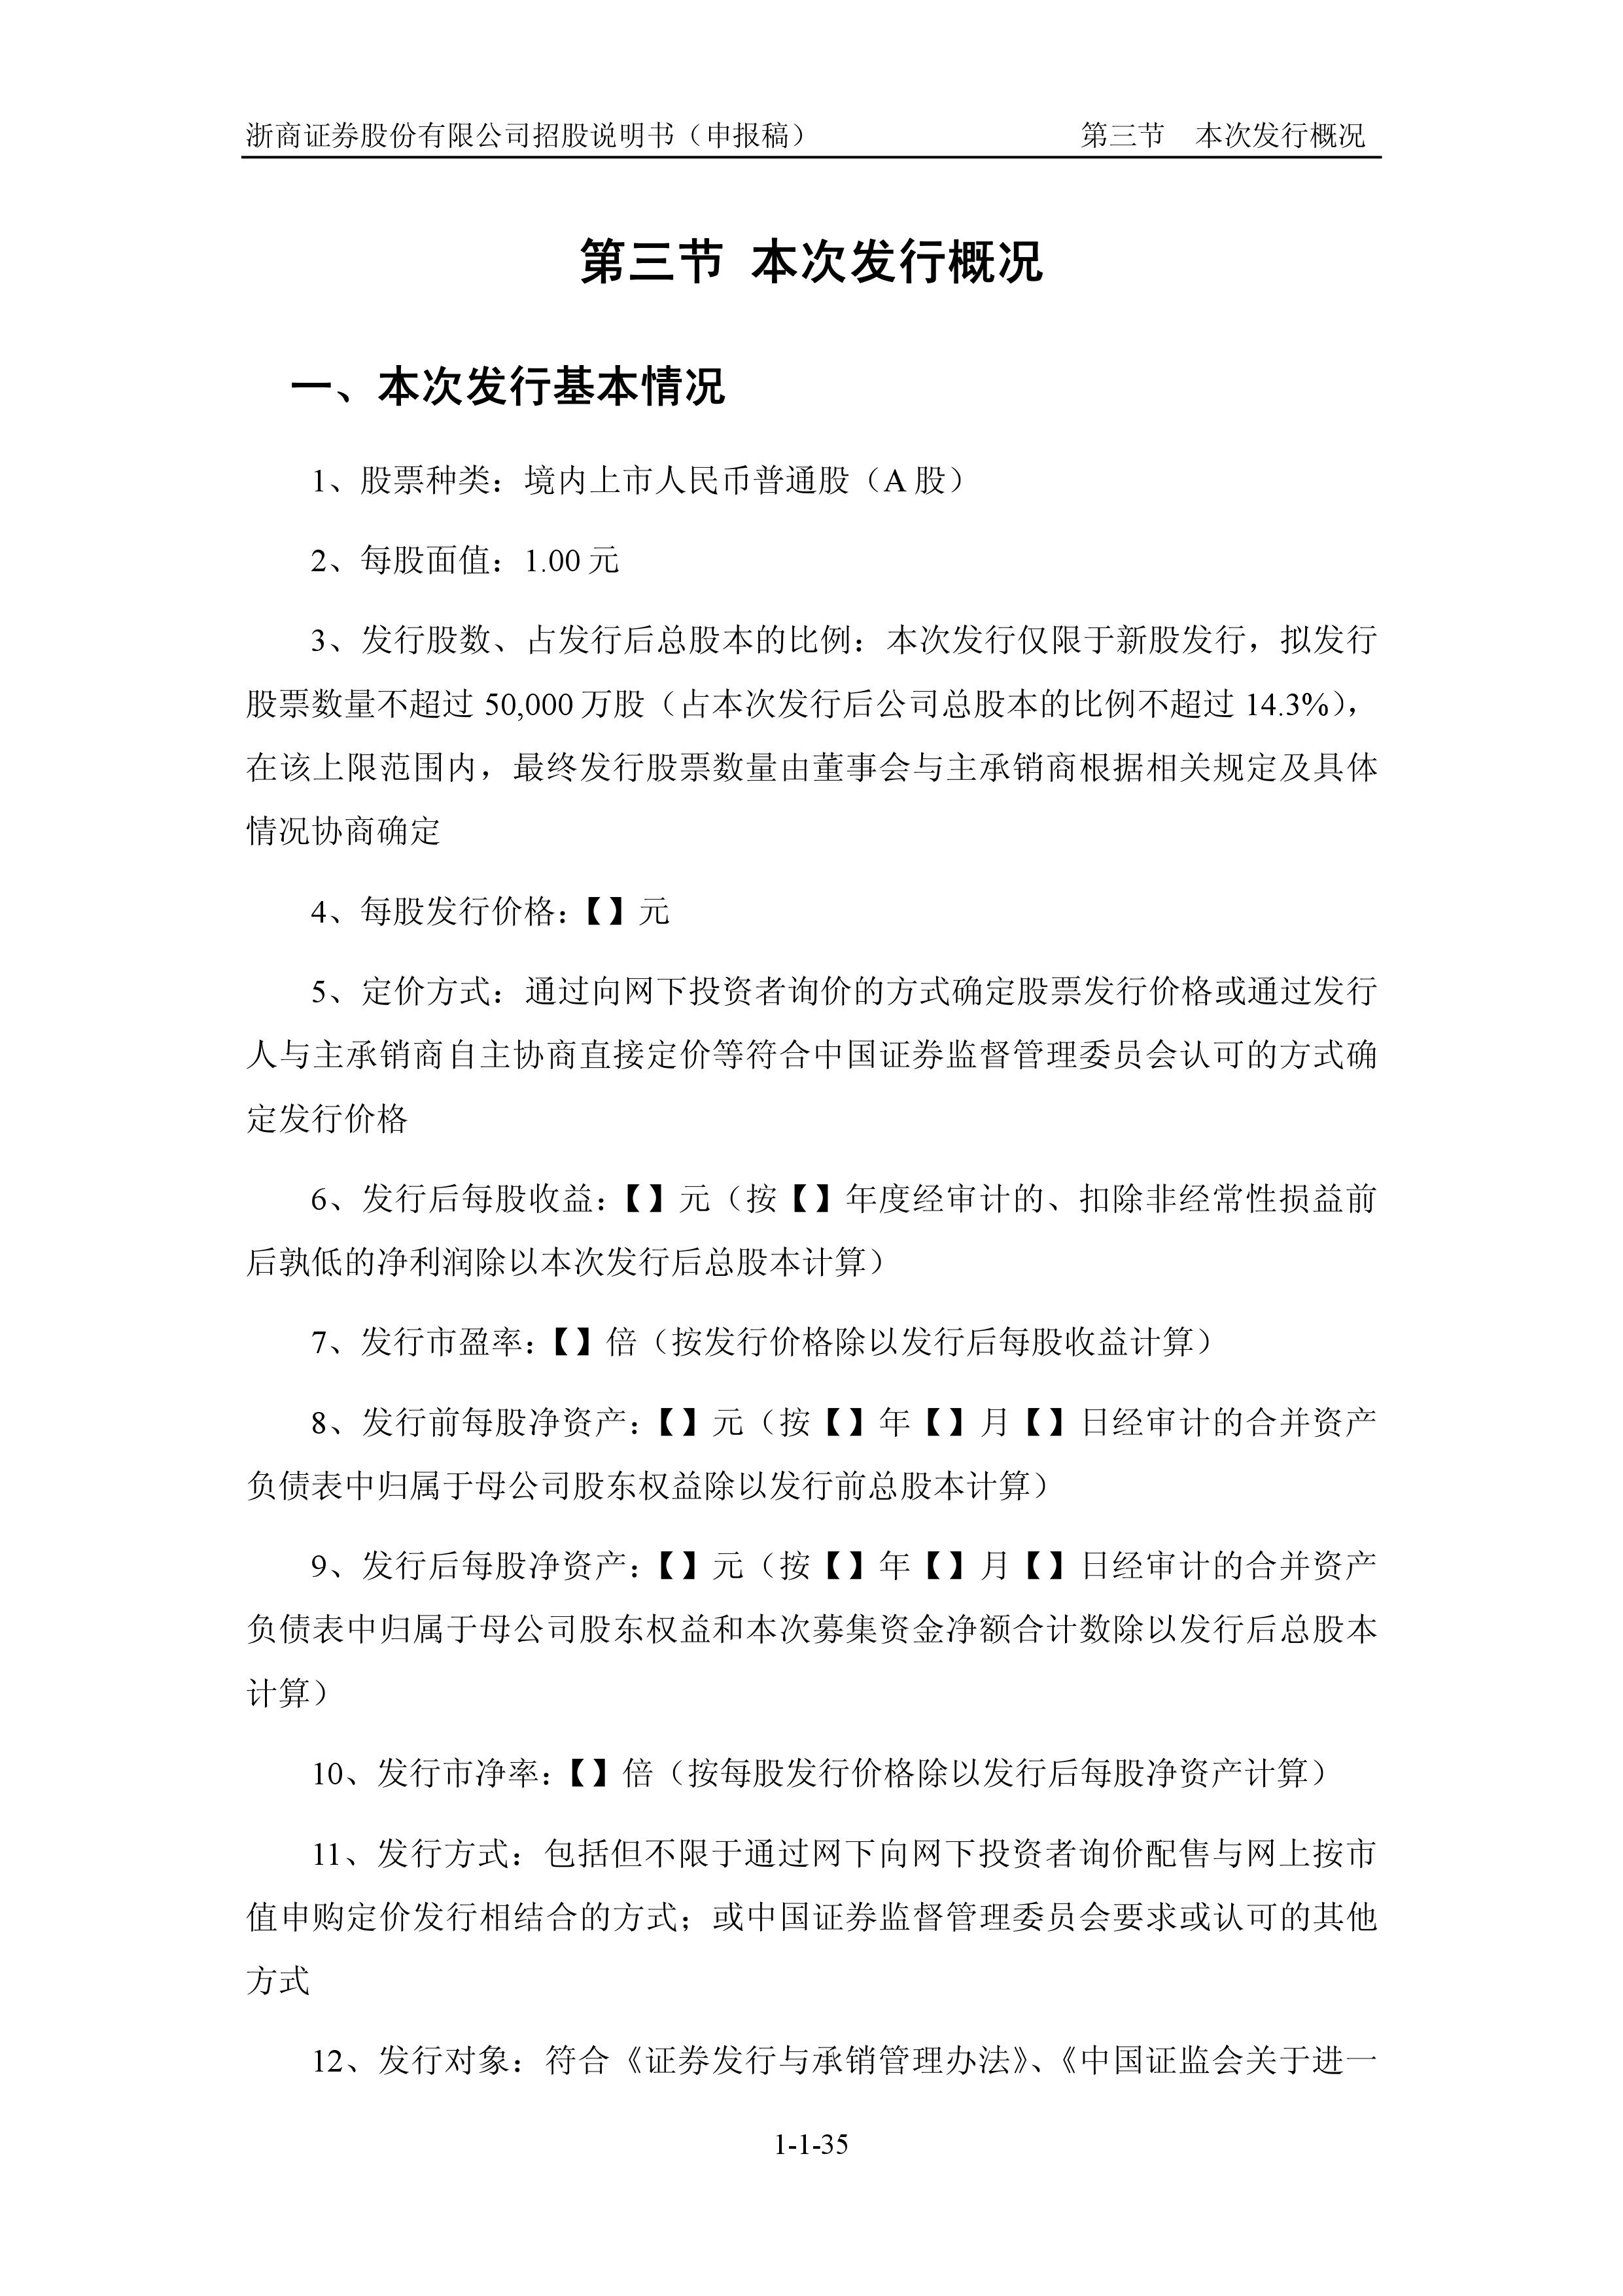 浙商证券股份有限公司招股说明书（申报稿） 第三节 本次发行概况
第三节 本次发行概况
一、本次发行基本情况
1、股票种类：境内上市人民币普通股（A 股）
2、每股面值：1.00 元
3、发行股数、占发行后总股本的比例：本次发行仅限于新股发行，拟发行
股票数量不超过 50,000 万股（占本次发行后公司总股本的比例不超过 14.3%），
在该上限范围内，最终发行股票数量由董事会与主承销商根据相关规定及具体
情况协商确定
4、每股发行价格：【】元
5、定价方式：通过向网下投资者询价的方式确定股票发行价格或通过发行
人与主承销商自主协商直接定价等符合中国证券监督管理委员会认可的方式确
定发行价格
6、发行后每股收益：【】元（按【】年度经审计的、扣除非经常性损益前
后孰低的净利润除以本次发行后总股本计算）
7、发行市盈率：【】倍（按发行价格除以发行后每股收益计算）
8、发行前每股净资产：【】元（按【】年【】月【】日经审计的合并资产
负债表中归属于母公司股东权益除以发行前总股本计算）
9、发行后每股净资产：【】元（按【】年【】月【】日经审计的合并资产
负债表中归属于母公司股东权益和本次募集资金净额合计数除以发行后总股本
计算）
10、发行市净率：【】倍（按每股发行价格除以发行后每股净资产计算）
11、发行方式：包括但不限于通过网下向网下投资者询价配售与网上按市
值申购定价发行相结合的方式；或中国证券监督管理委员会要求或认可的其他
方式
12、发行对象：符合《证券发行与承销管理办法》、《中国证监会关于进一
1-1-35